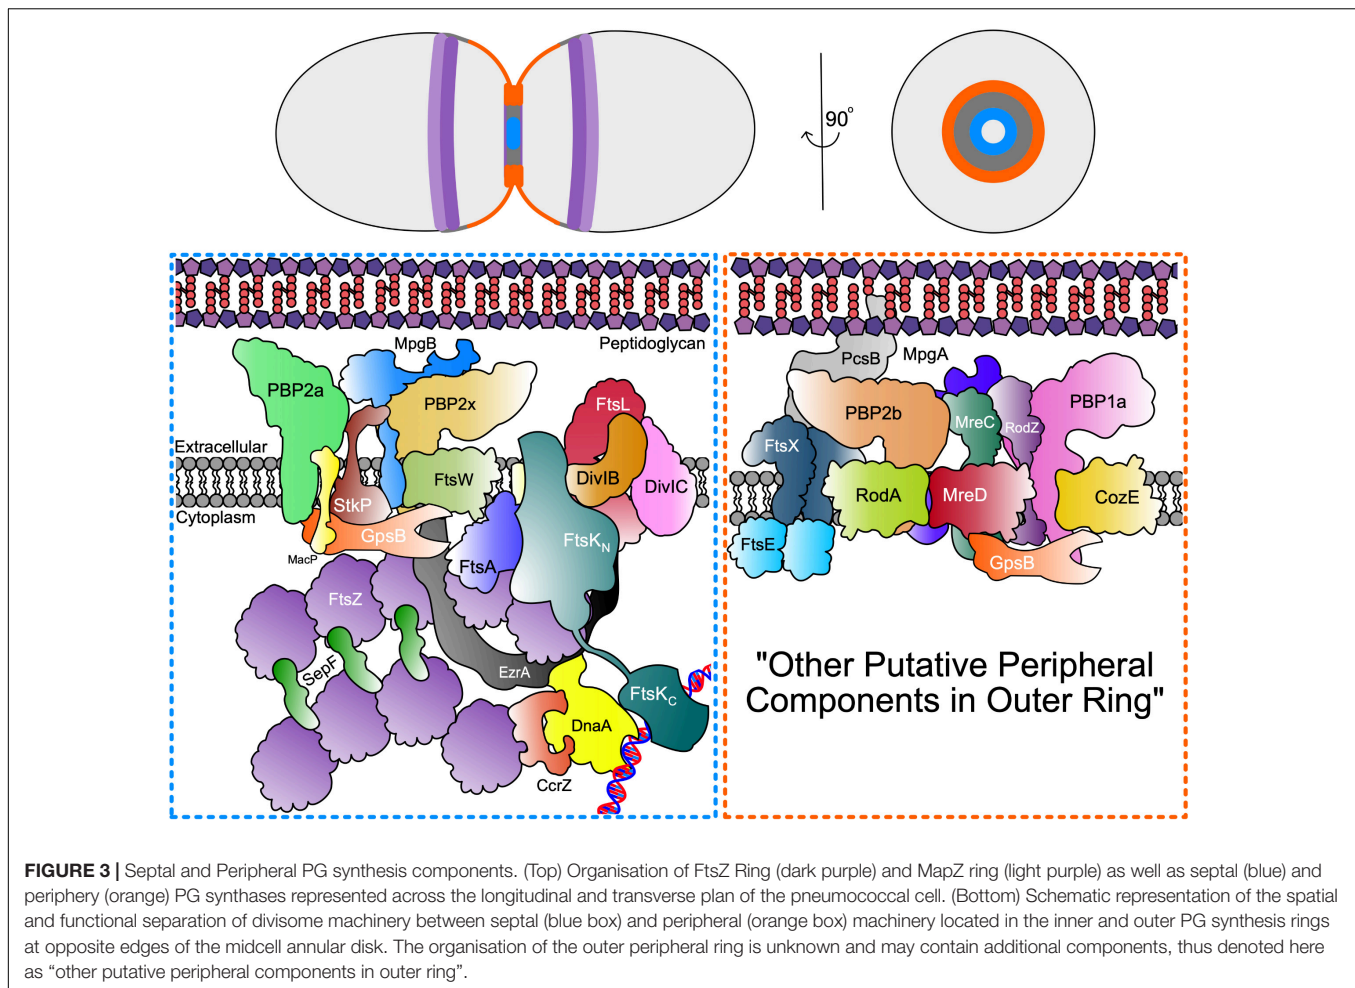 90°
Peptidoglycan
MpgB
PBP2a
PBP2x
FtsL
Extracellular
Cytoplasm
StkP
FtsW
DivIB
DivIC
MacP
GpsB
FtsA
FtsKN
FtsZ
SepF
EzrA
FtsKC
DnaA
CcrZ
PcsB
MpgA
PBP2b
PBP1a
MreC
RodZ
FtsX
RodA
MreD
CozE
FtsE
GpsB
"Other Putative Peripheral
Components in Outer Ring"
FIGURE 3 | Septal and Peripheral PG synthesis components. (Top) Organisation of FtsZ Ring (dark purple) and MapZ ring (light purple) as well as septal (blue) and
periphery (orange) PG synthases represented across the longitudinal and transverse plan of the pneumococcal cell. (Bottom) Schematic representation of the spatial
and functional separation of divisome machinery between septal (blue box) and peripheral (orange box) machinery located in the inner and outer PG synthesis rings
at opposite edges of the midcell annular disk. The organisation of the outer peripheral ring is unknown and may contain additional components, thus denoted here
as “other putative peripheral components in outer ring”.